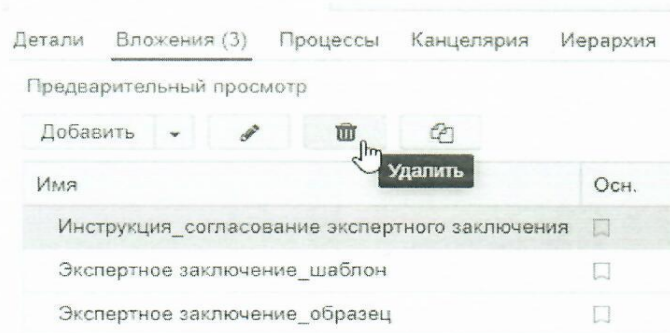 Детали Вложения (3) Процессы Канцелярия Иерархия
Предварительный просмотр
Добавить
Удалить
Имя Осн.
Инструкция_согласование экспертного заключения
Экспертное заключение_шаблон
Экспертное заключение_образец